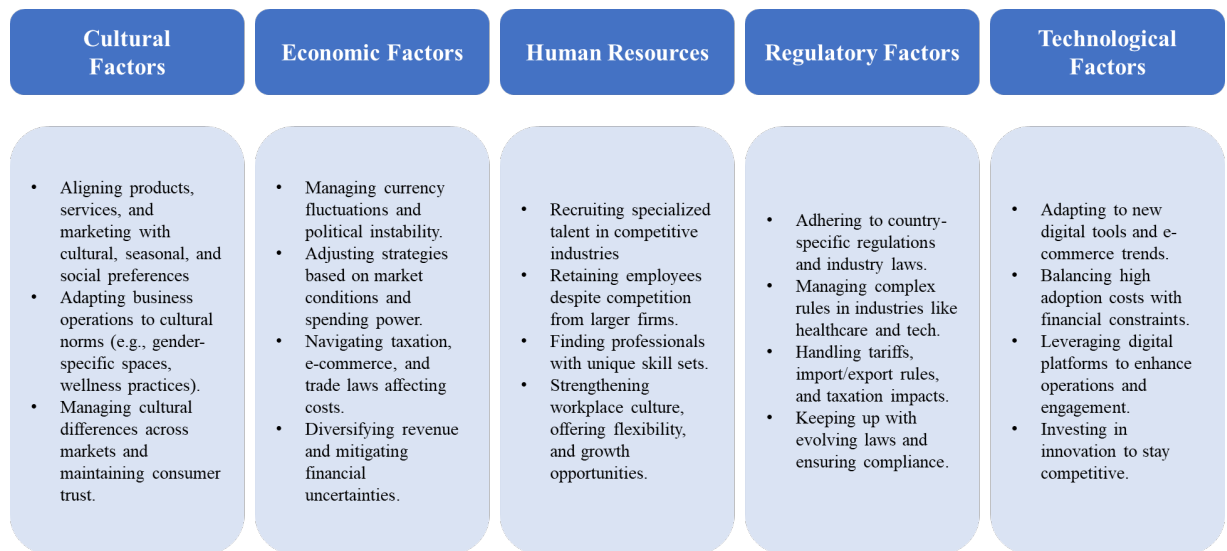 Cultural
Factors
Economic Factors
Human Resources
Regulatory Factors
Technological
Factors
• Aligning products,
services, and
marketing with
cultural, seasonal, and
social preferences
• Adapting business
operations to cultural
norms (e.g., gender-
specific spaces,
wellness practices).
• Managing cultural
differences across
markets and
maintaining consumer
trust.
• Managing currency
fluctuations and
political instability.
• Adjusting strategies
based on market
conditions and
spending power.
• Navigating taxation,
e-commerce, and
trade laws affecting
costs.
• Diversifying revenue
and mitigating
financial
uncertainties.
• Recruiting specialized
talent in competitive
industries
• Retaining employees
despite competition
from larger firms.
• Finding professionals
with unique skill sets.
• Strengthening
workplace culture,
offering flexibility,
and growth
opportunities.
• Adhering to country-
specific regulations
and industry laws.
• Managing complex
rules in industries like
healthcare and tech.
• Handling tariffs,
import/export rules,
and taxation impacts.
• Keeping up with
evolving laws and
ensuring compliance.
• Adapting to new
digital tools and e-
commerce trends.
• Balancing high
adoption costs with
financial constraints.
• Leveraging digital
platforms to enhance
operations and
engagement.
• Investing in
innovation to stay
competitive.